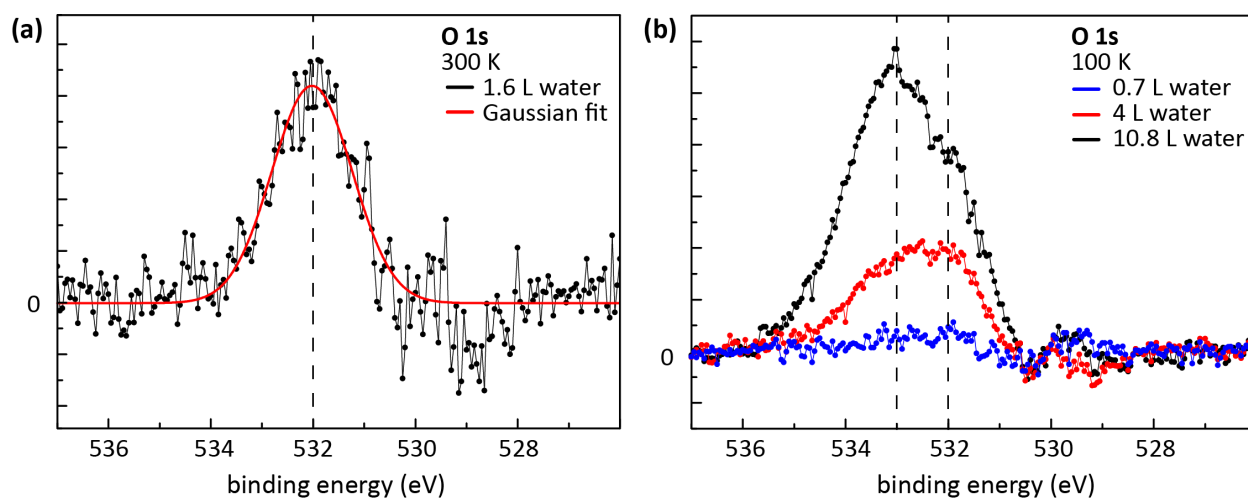 (a)
O 1s
300 K
1.6 L water
Gaussian fit
0
536 534 532 530 528
binding energy (eV)
(b)
O 1s
100 K
0.7 L water
4 L water
10.8 L water
0
536 534 533 532 530 528
binding energy (eV)